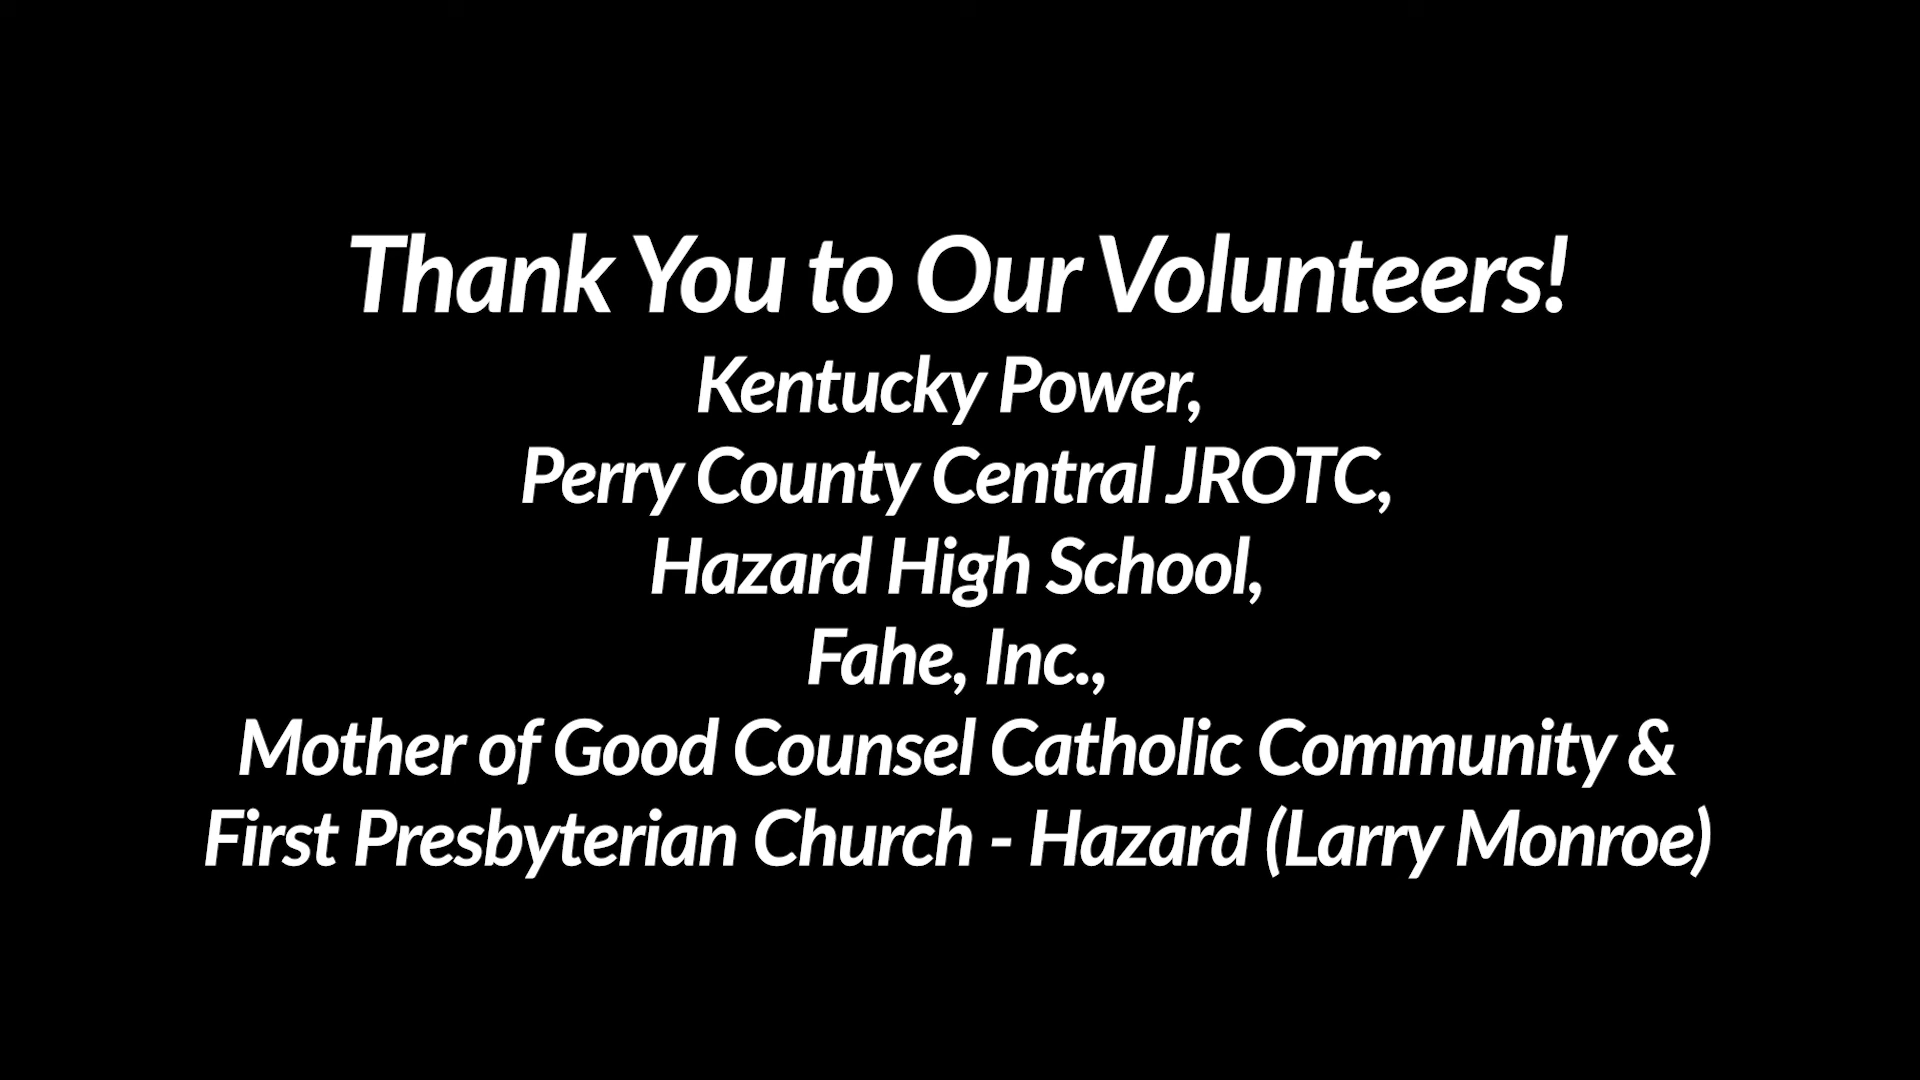 Thank You to Our Volunteers!
Kentucky Power,
Perry County Central JROTC,
Hazard High School,
Fahe, Inc.,
Mother of Good Counsel Catholic Community &
First Presbyterian Church - Hazard (Larry Monroe)